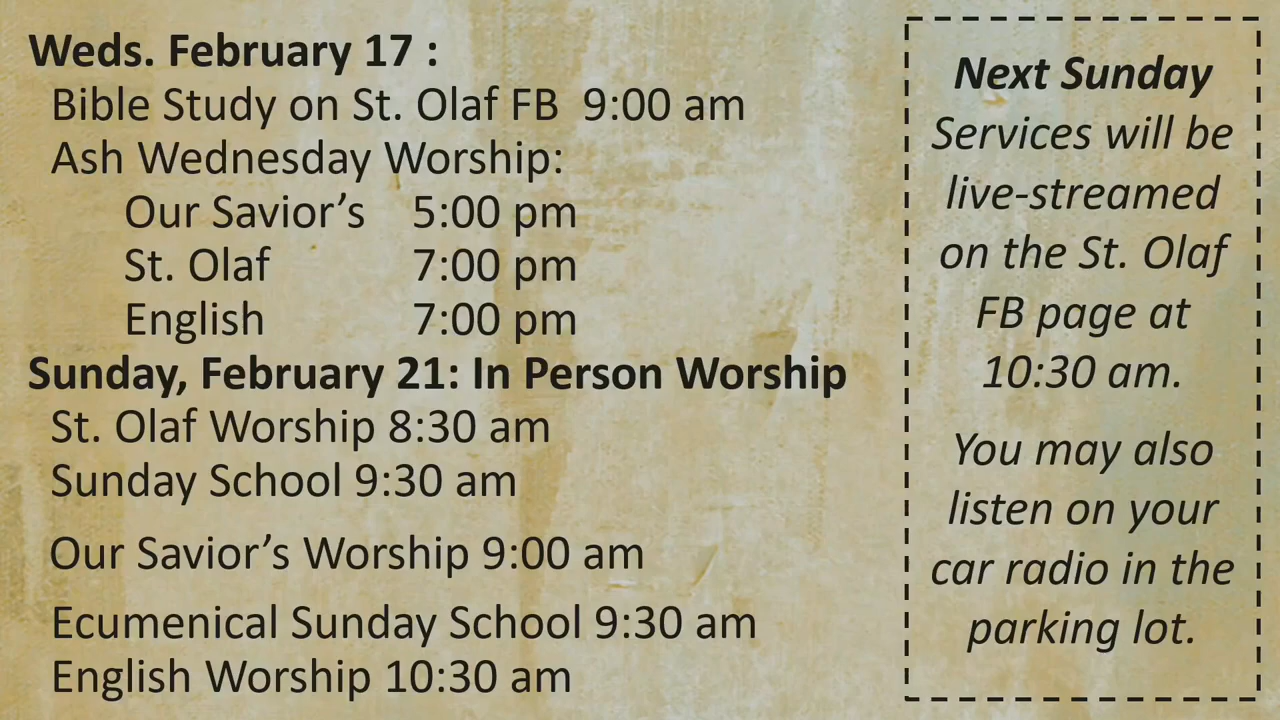 Weds. February 17 :
Bible Study on St. Olaf FB 9:00 am
Ash Wednesday Worship:
Our Savior’s 5:00 pm
St. Olaf 7:00 pm
English 7:00 pm
Sunday, February 21: In Person Worship
St. Olaf Worship 8:30 am
Sunday School 9:30 am
Our Savior’s Worship 9:00 am
Ecumenical Sunday School 9:30 am
English Worship 10:30 am
Next Sunday
Services will be
live-streamed
on the St. Olaf
FB page at
10:30 am.
You may also
listen on your
car radio in the
parking lot.